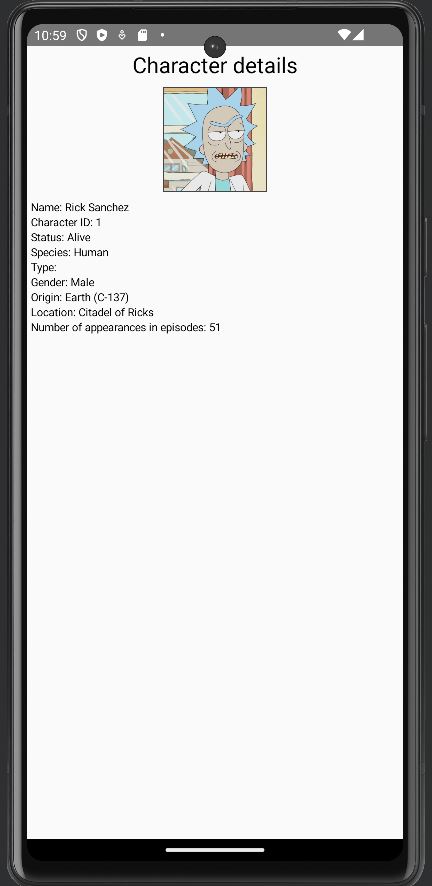 10:59
Character details
Name: Rick Sanchez
Character ID: 1
Status: Alive
Species: Human
Type:
Gender: Male
Origin: Earth (C-137)
Location: Citadel of Ricks
Number of appearances in episodes: 51